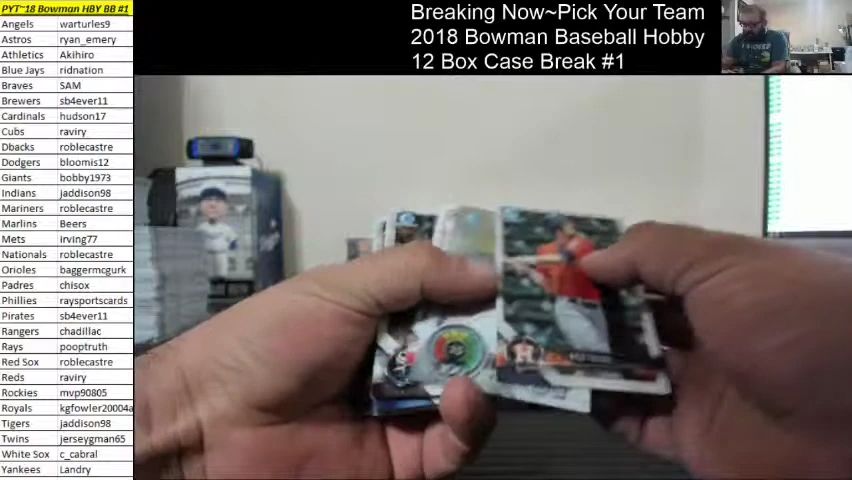 PYT~18 Bowman HBY BB #1
Angels warturles9
Astros ryan_emery
Athletics Akihiro
Blue Jays ridnation
Braves SAM
Brewers sb4ever11
Cardinals hudson17
Cubs raviry
Dbacks roblecastre
Dodgers bloomis12
Giants bobby1973
Indians jaddison98
Mariners roblecastre
Marlins Beers
Mets irving77
Nationals roblecastre
Orioles baggermcgurk
Padres chisox
Phillies raysportscards
Pirates sb4ever11
Rangers chadillac
Rays pooptruth
Red Sox roblecastre
Reds raviry
Rockies mvp90805
Royals kgfowler20004a
Tigers jaddison98
Twins jerseygman65
White Sox c_cabral
Yankees Landry
Breaking Now~Pick Your Team
2018 Bowman Baseball Hobby
12 Box Case Break #1